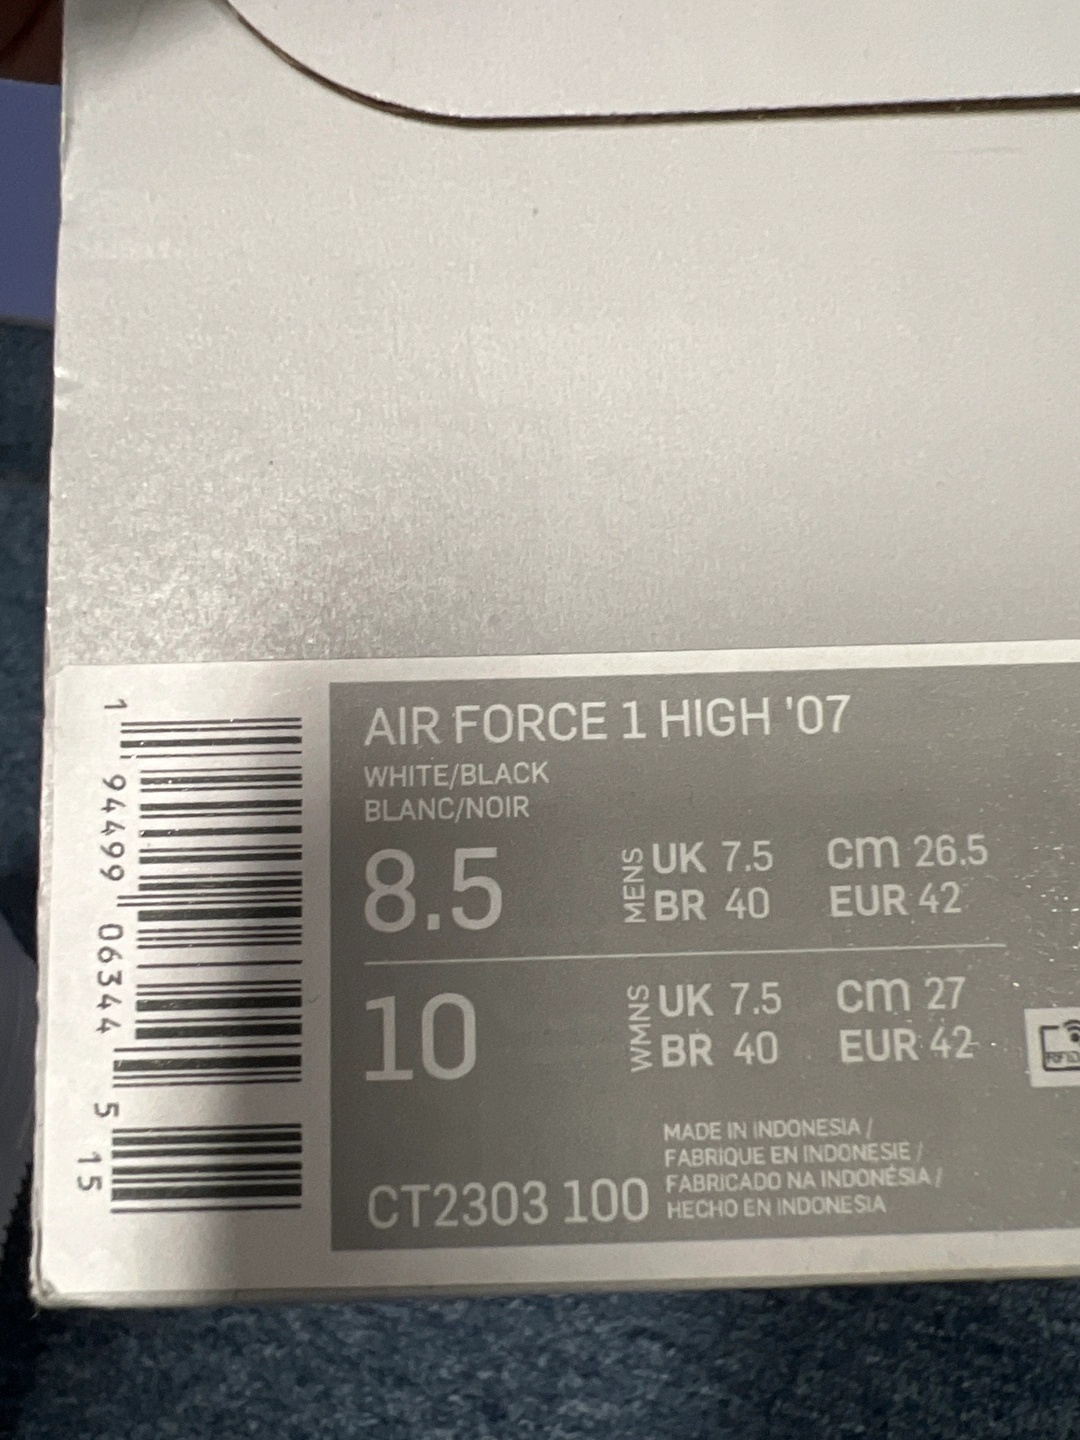 AIR FORCE 1 HIGH '07
WHITE/BLACK
BLANC/NOIR
8.5 MENS UK 7.5 cm 26.5
BR 40 EUR 42
10 WMNS UK 7.5 cm 27
BR 40 EUR 42
MADE IN INDONESIA /
FABRIQUE EN INDONESIE /
FABRICADO NA INDONÉSIA /
HECHO EN INDONESIA
CT2303 100
1 94499 06344 5 15